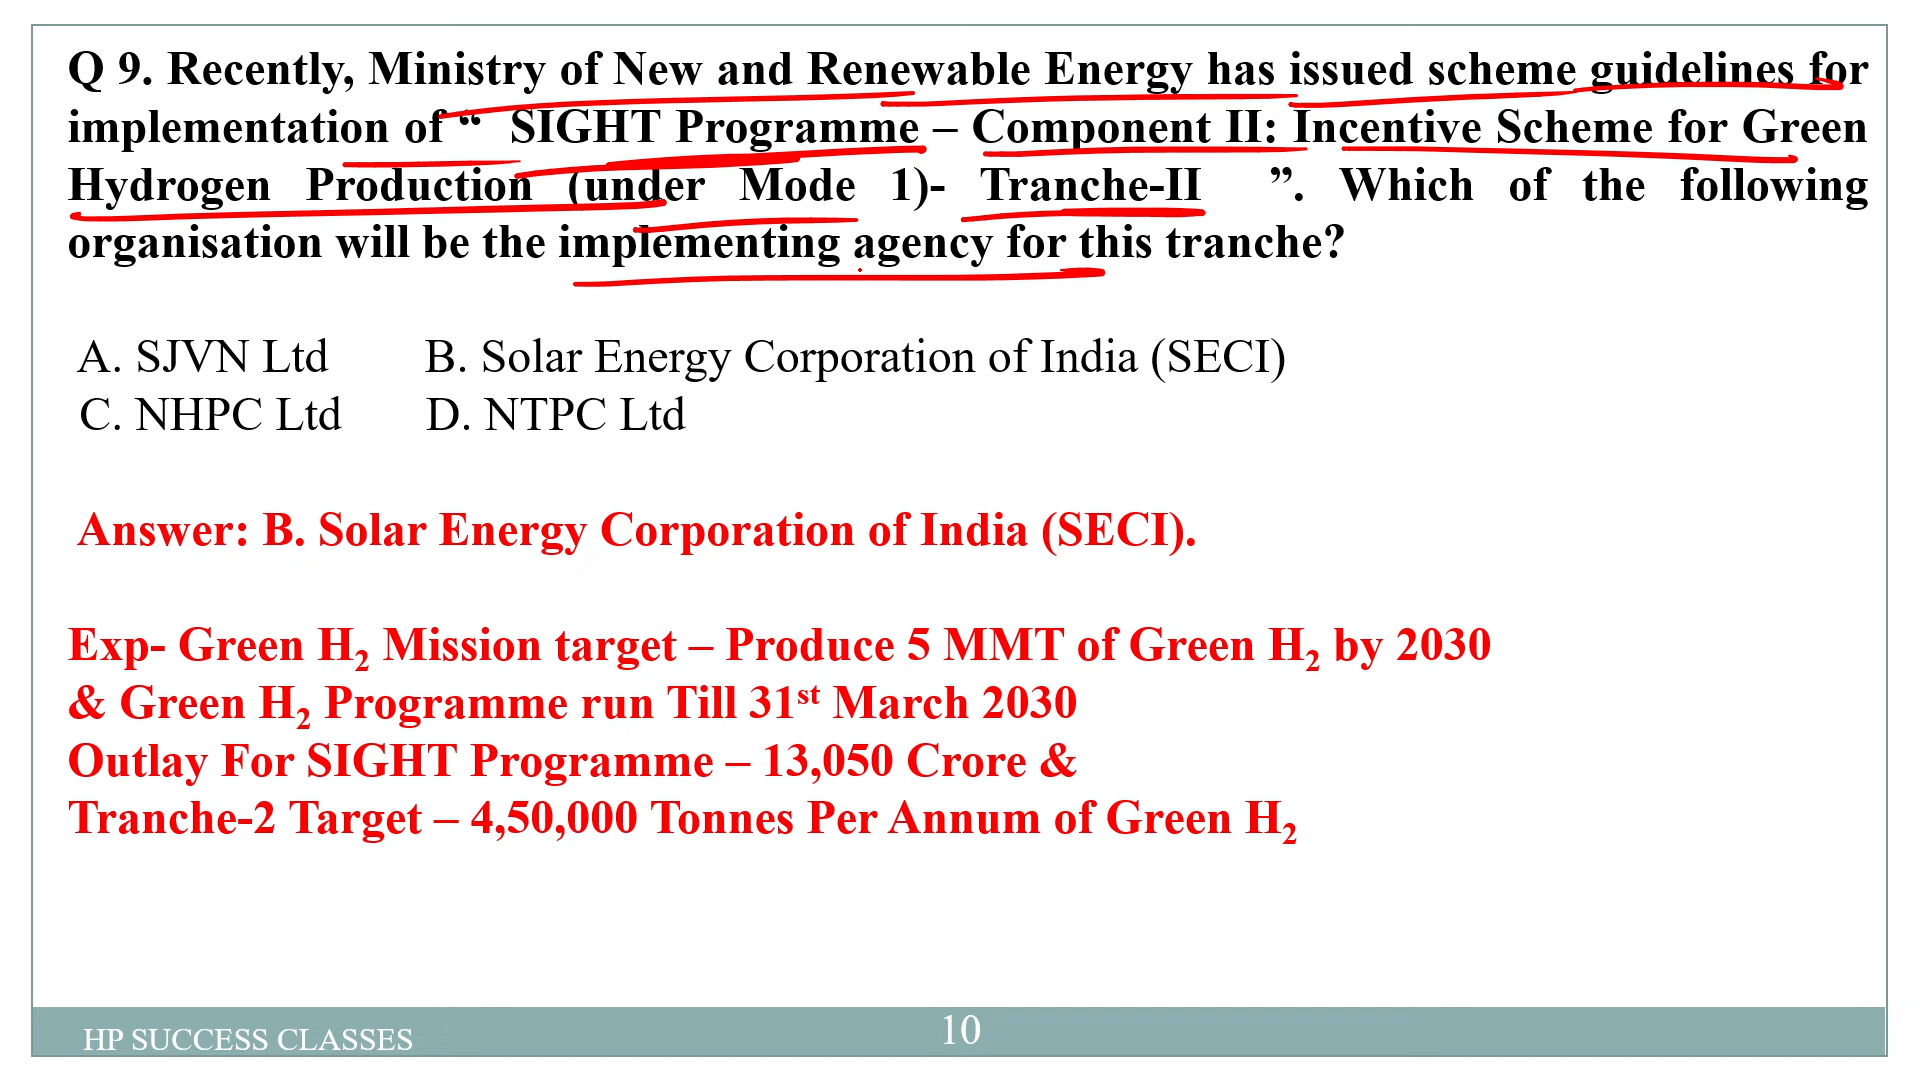 Q 9. Recently, Ministry of New and Renewable Energy has issued scheme guidelines for
implementation of “ SIGHT Programme – Component II: Incentive Scheme for Green
Hydrogen Production (under Mode 1)- Tranche-II ”. Which of the following
organisation will be the implementing agency for this tranche?
A. SJVN Ltd B. Solar Energy Corporation of India (SECI)
C. NHPC Ltd D. NTPC Ltd
Answer: B. Solar Energy Corporation of India (SECI).
Exp- Green H₂ Mission target – Produce 5 MMT of Green H₂ by 2030
& Green H₂ Programme run Till 31st March 2030
Outlay For SIGHT Programme – 13,050 Crore &
Tranche-2 Target – 4,50,000 Tonnes Per Annum of Green H₂
HP SUCCESS CLASSES
10